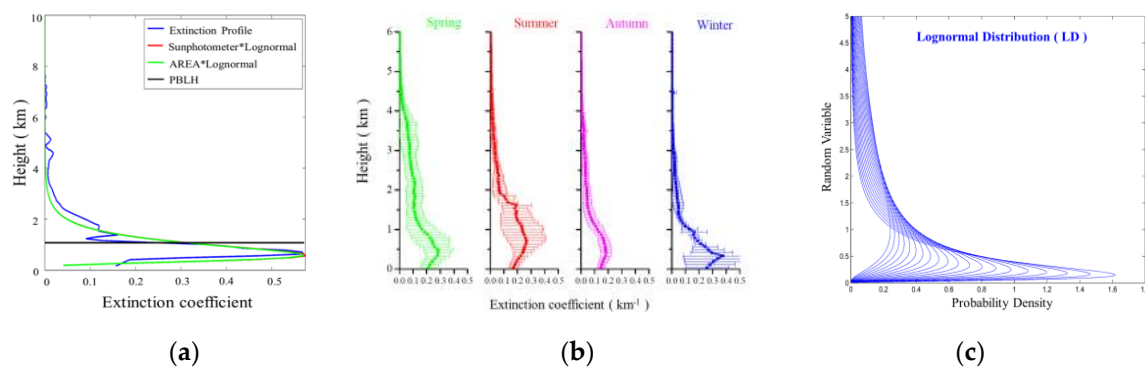 10
8
6
4
2
0
Height ( km )
Extinction Profile
Sunphotometer*Lognormal
AREA*Lognormal
PBLH
0 0.1 0.2 0.3 0.4 0.5
Extinction coefficient
Spring Summer Autumn Winter
6
5
4
3
2
1
0
Height ( km )
0.0 0.1 0.2 0.3 0.4 0.5 0.0 0.1 0.2 0.3 0.4 0.5 0.0 0.1 0.2 0.3 0.4 0.5 0.0 0.1 0.2 0.3 0.4 0.5
Extinction coefficient ( km-1 )
Lognormal Distribution ( LD )
5
4.5
4
3.5
3
2.5
2
1.5
1
0.5
0
Random Variable
0 0.2 0.4 0.6 0.8 1 1.2 1.4 1.6 1.8
Probability Density
(a) (b) (c)